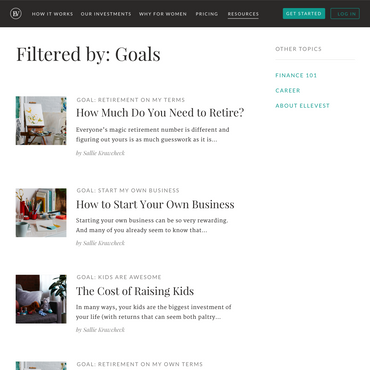 HOW IT WORKS OUR INVESTMENTS WHY FOR WOMEN PRICING RESOURCES GET STARTED LOG IN
Filtered by: Goals
OTHER TOPICS
FINANCE 101
CAREER
ABOUT ELLEVEST
GOAL: RETIREMENT ON MY TERMS
How Much Do You Need to Retire?
Everyone's magic retirement number is different and
figuring out yours is as much guesswork as it is...
by Sallie Krawcheck
GOAL: START MY OWN BUSINESS
How to Start Your Own Business
Starting your own business can be so very rewarding.
And many of you already seem to know that...
by Sallie Krawcheck
GOAL: KIDS ARE AWESOME
The Cost of Raising Kids
In many ways, your kids are the biggest investment of
your life (with returns that can seem both paltry...
by Sallie Krawcheck
GOAL: RETIREMENT ON MY OWN TERMS